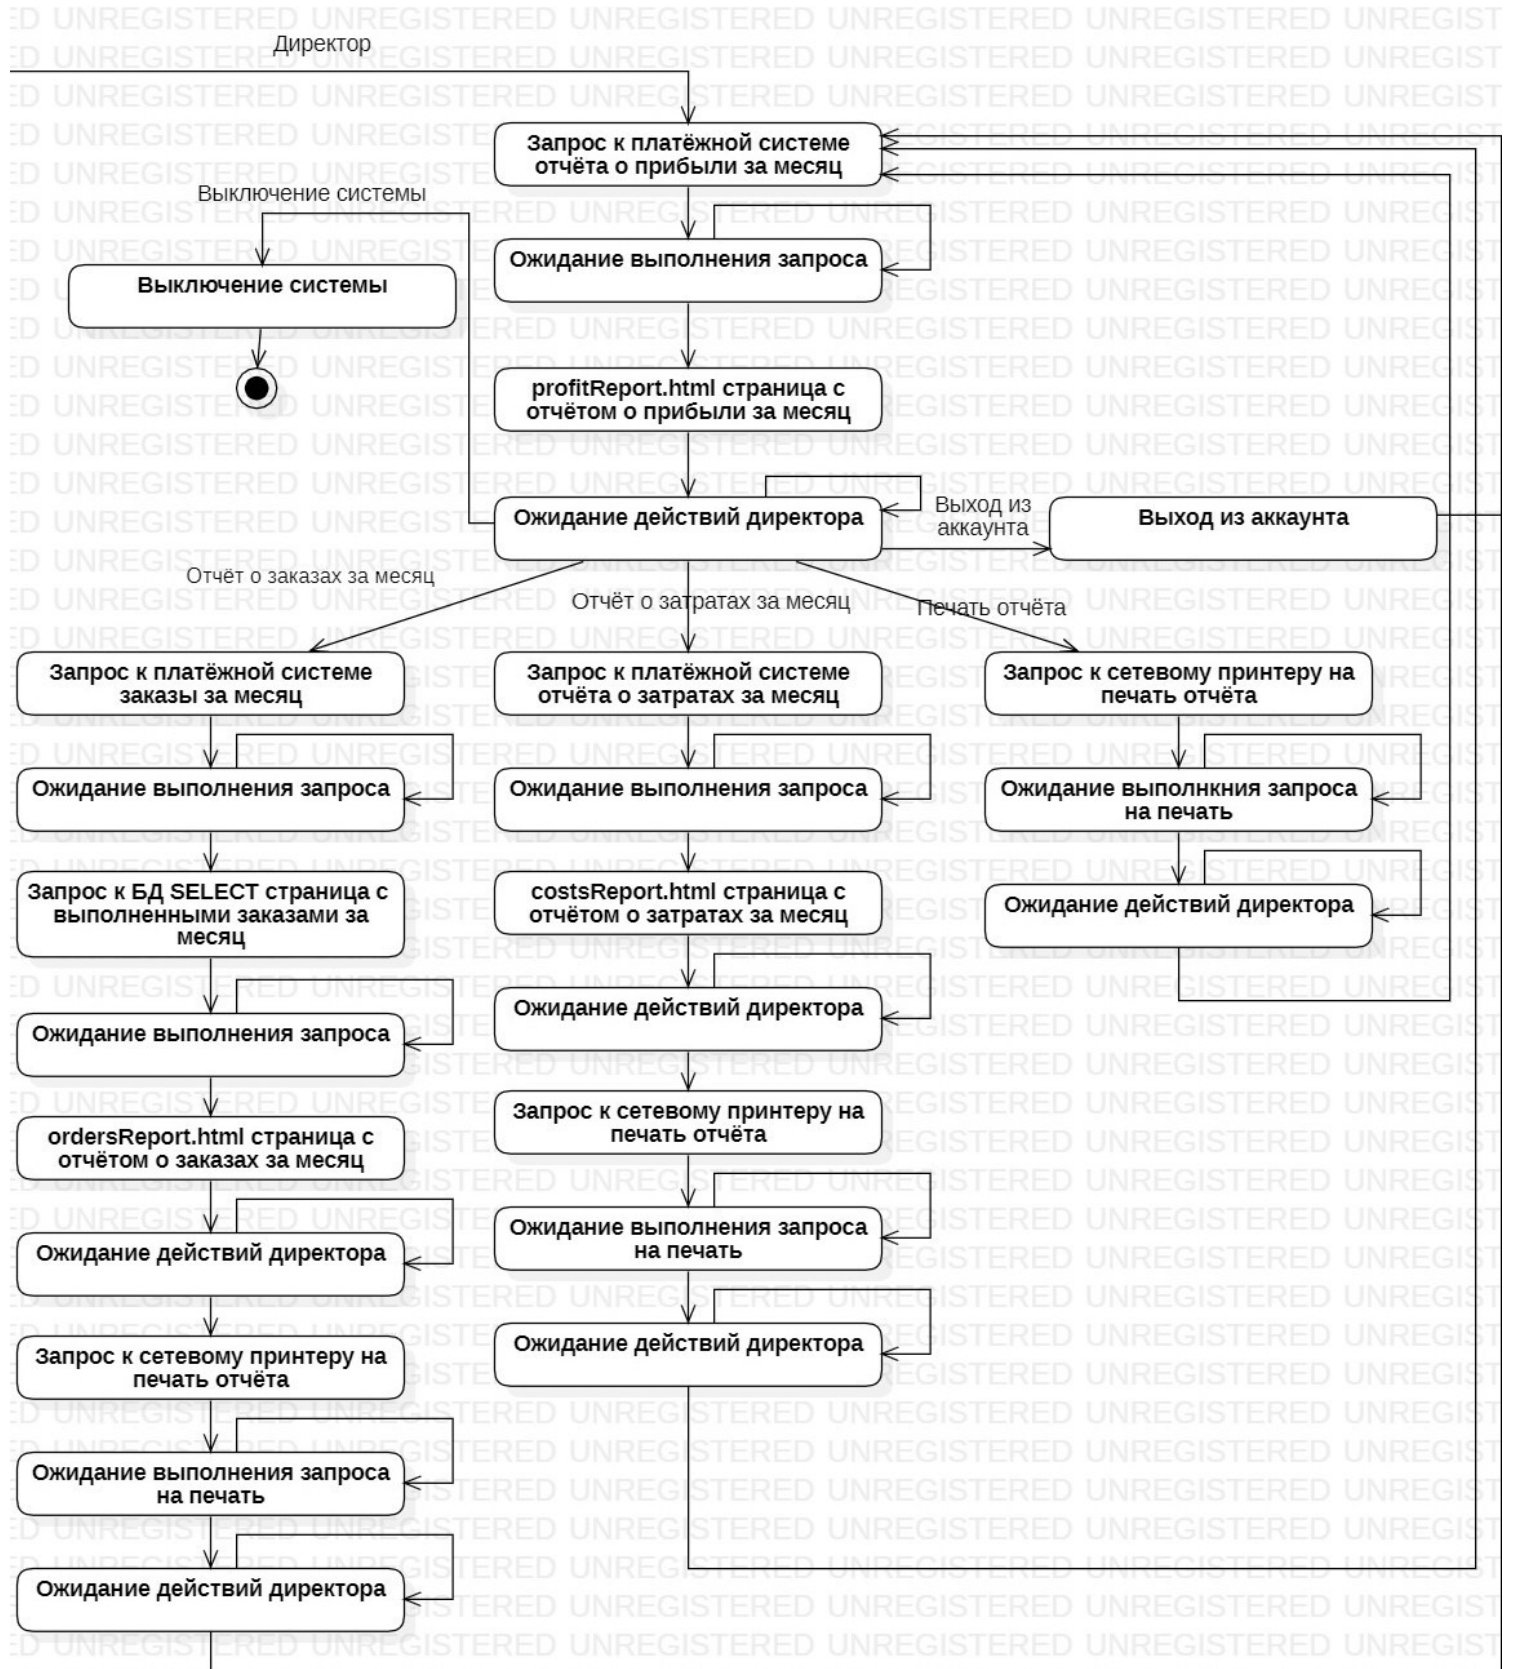 Директор
Запрос к платёжной системе
отчёта о прибыли за месяц
Выключение системы
Ожидание выполнения запроса
Выключение системы
profitReport.html страница с
отчётом о прибыли за месяц
Ожидание действий директора
Выход из
аккаунта
Выход из аккаунта
Отчёт о заказах за месяц
Отчёт о затратах за месяц
Печать отчёта
Запрос к платёжной системе
заказы за месяц
Ожидание выполнения запроса
Запрос к БД SELECT страница с
выполненными заказами за
месяц
Ожидание выполнения запроса
ordersReport.html страница с
отчётом о заказах за месяц
Ожидание действий директора
Запрос к сетевому принтеру на
печать отчёта
Ожидание выполнения запроса
на печать
Ожидание действий директора
Запрос к платёжной системе
отчёта о затратах за месяц
Ожидание выполнения запроса
costsReport.html страница с
отчётом о затратах за месяц
Ожидание действий директора
Запрос к сетевому принтеру на
печать отчёта
Ожидание выполнения запроса
на печать
Ожидание действий директора
Запрос к сетевому принтеру на
печать отчёта
Ожидание выполнкния запроса
на печать
Ожидание действий директора
UNREGISTERED